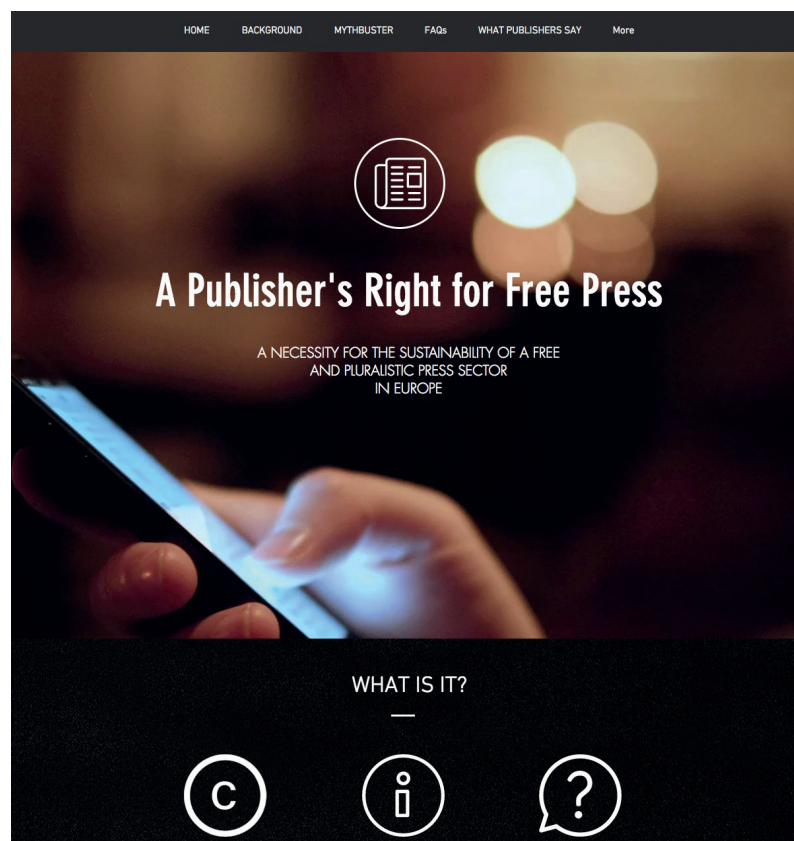 HOME BACKGROUND MYTHBUSTER FAQs WHAT PUBLISHERS SAY More
A Publisher's Right for Free Press
A NECESSITY FOR THE SUSTAINABILITY OF A FREE
AND PLURALISTIC PRESS SECTOR
IN EUROPE
WHAT IS IT?
C i ?